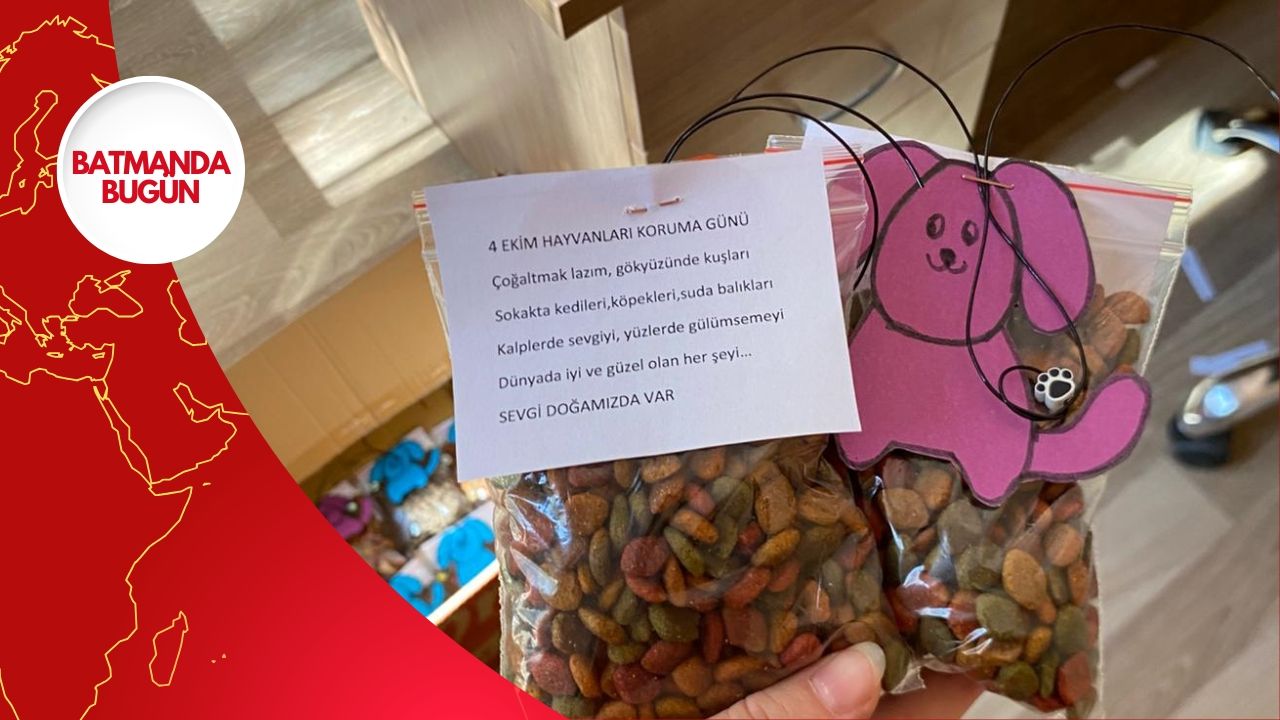 BATMANDA
BUGÜN
4 EKİM HAYVANLARI KORUMA GÜNÜ
Çoğaltmak lazım, gökyüzünde kuşları
Sokakta kedileri,köpekleri,suda balıkları
Kalplerde sevgiyi, yüzlerde gülümsemeyi
Dünyada iyi ve güzel olan her şeyi...
SEVGİ DOĞAMIZDA VAR